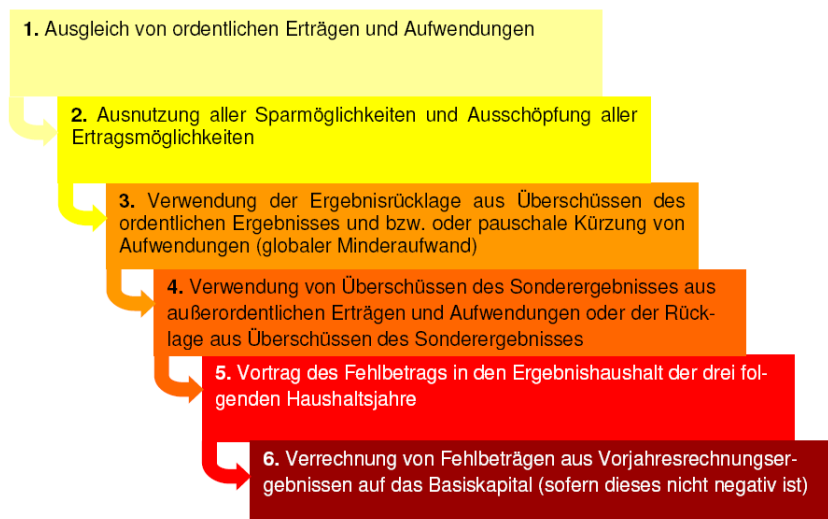 1. Ausgleich von ordentlichen Erträgen und Aufwendungen
2. Ausnutzung aller Sparmöglichkeiten und Ausschöpfung aller
Ertragsmöglichkeiten
3. Verwendung der Ergebnisrücklage aus Überschüssen des
ordentlichen Ergebnisses und bzw. oder pauschale Kürzung von
Aufwendungen (globaler Minderaufwand)
4. Verwendung von Überschüssen des Sonderergebnisses aus
außerordentlichen Erträgen und Aufwendungen oder der Rück-
lage aus Überschüssen des Sonderergebnisses
5. Vortrag des Fehlbetrags in den Ergebnishaushalt der drei fol-
genden Haushaltsjahre
6. Verrechnung von Fehlbeträgen aus Vorjahresrechnungser-
gebnissen auf das Basiskapital (sofern dieses nicht negativ ist)